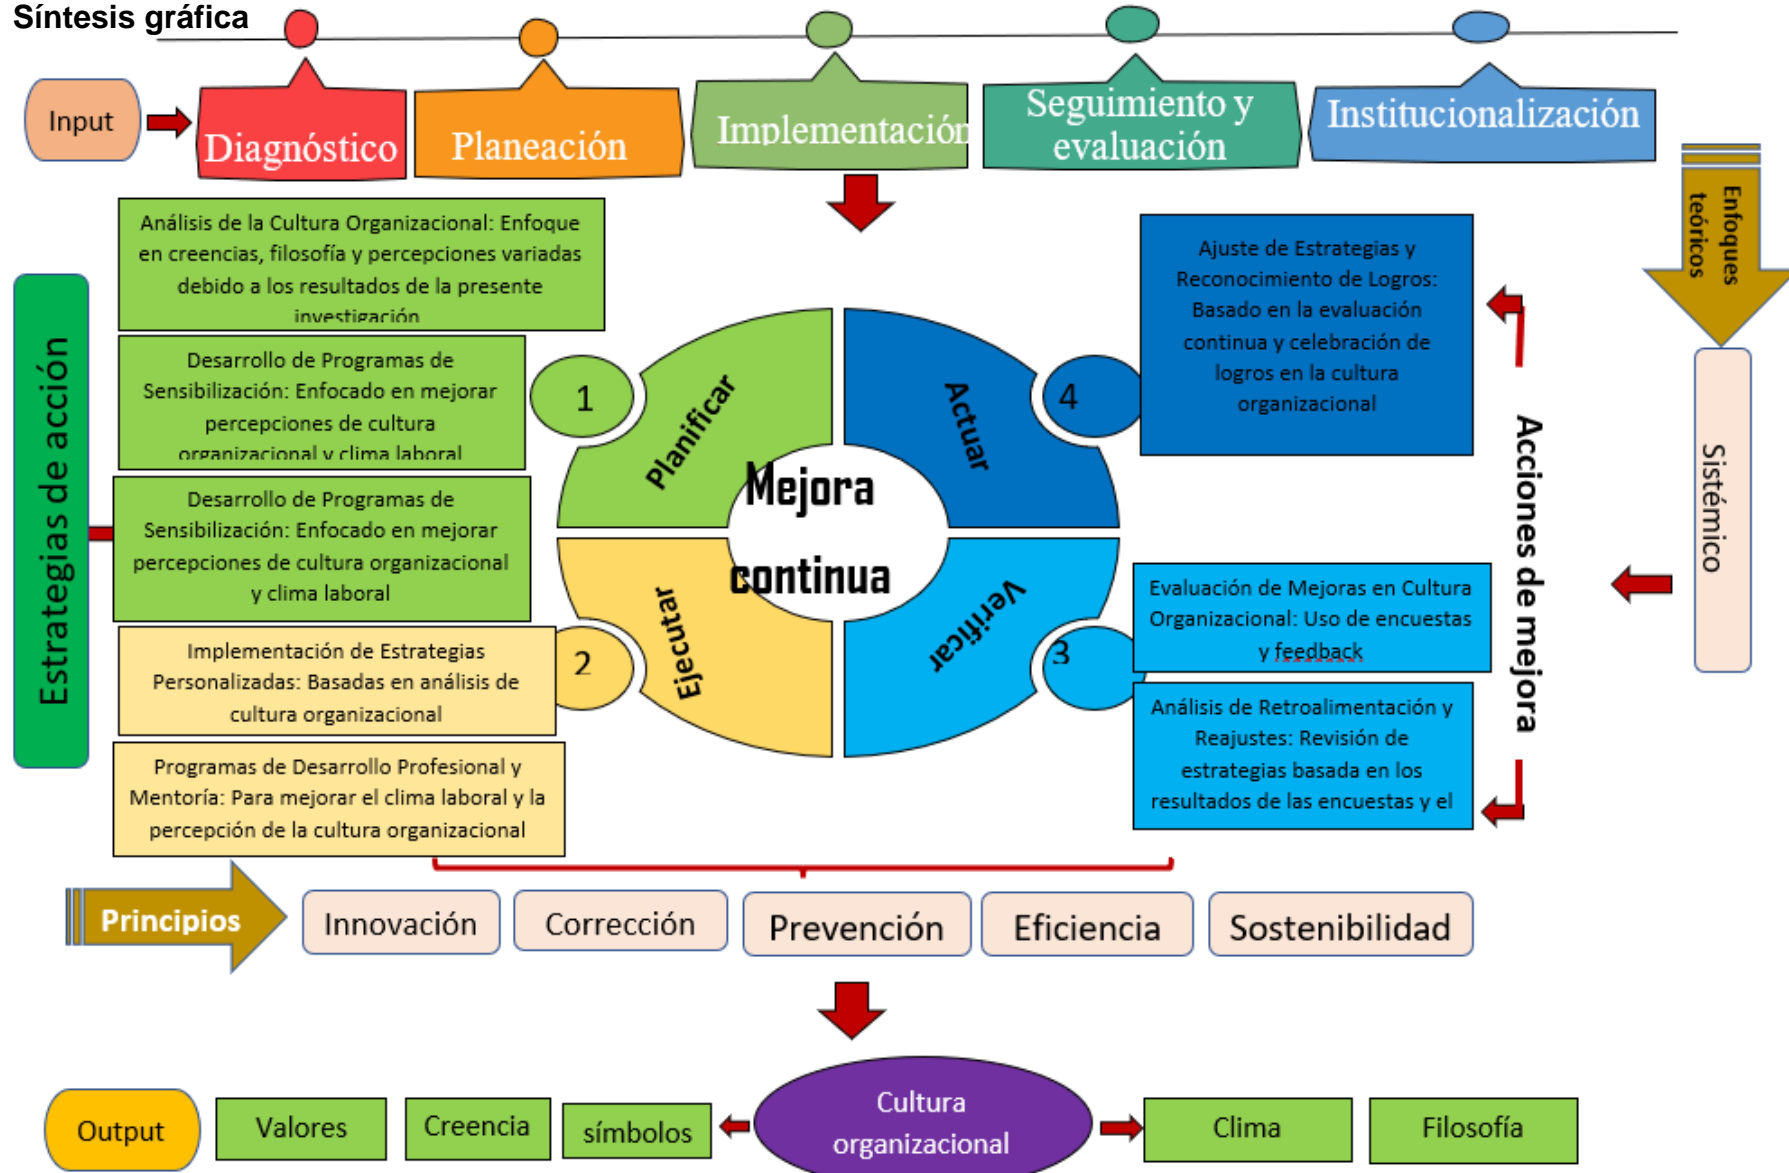 Síntesis gráfica
Input
Diagnóstico
Planeación
Implementación
Seguimiento y
evaluación
Institucionalización
Enfoques
teóricos
Sistémico
Estrategias de acción
Análisis de la Cultura Organizacional: Enfoque
en creencias, filosofía y percepciones variadas
debido a los resultados de la presente
investigación
Desarrollo de Programas de
Sensibilización: Enfocado en mejorar
percepciones de cultura
organizacional y clima laboral
Desarrollo de Programas de
Sensibilización: Enfocado en mejorar
percepciones de cultura organizacional
y clima laboral
Implementación de Estrategias
Personalizadas: Basadas en análisis de
cultura organizacional
Programas de Desarrollo Profesional y
Mentoría: Para mejorar el clima laboral y la
percepción de la cultura organizacional
1
Planificar
2
Ejecutar
Mejora
continua
Actuar
4
Verificar
3
Ajuste de Estrategias y
Reconocimiento de Logros:
Basado en la evaluación
continua y celebración de
logros en la cultura
organizacional
Evaluación de Mejoras en Cultura
Organizacional: Uso de encuestas
y feedback
Análisis de Retroalimentación y
Reajustes: Revisión de
estrategias basada en los
resultados de las encuestas y el
Acciones de mejora
Principios
Innovación
Corrección
Prevención
Eficiencia
Sostenibilidad
Output
Valores
Creencia
símbolos
Cultura
organizacional
Clima
Filosofía